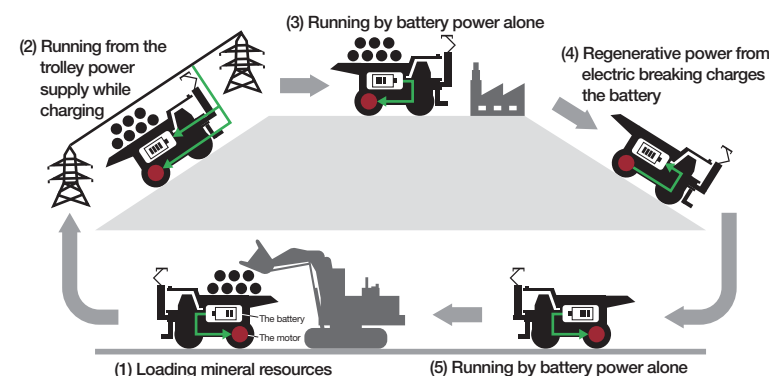 (3) Running by battery power alone
(2) Running from the
trolley power
supply while
charging
(4) Regenerative power from
electric breaking charges
the battery
The battery
The motor
(1) Loading mineral resources
(5) Running by battery power alone